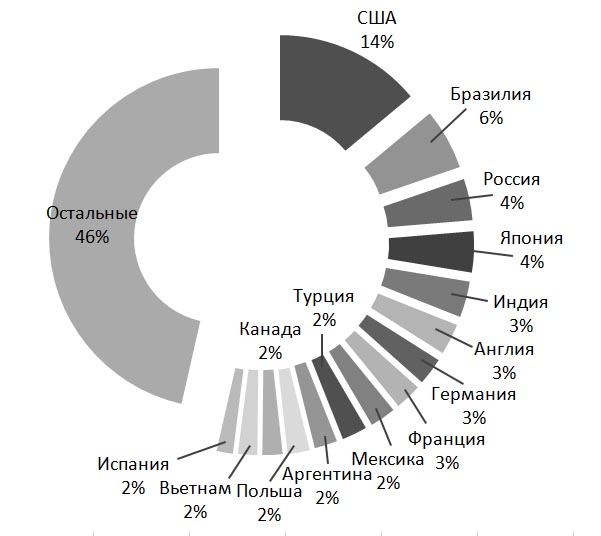 США
14%
Бразилия
6%
Россия
4%
Япония
4%
Индия
3%
Англия
3%
Германия
3%
Франция
3%
Мексика
2%
Турция
2%
Аргентина
2%
Канада
2%
Польша
2%
Вьетнам
2%
Испания
2%
Остальные
46%